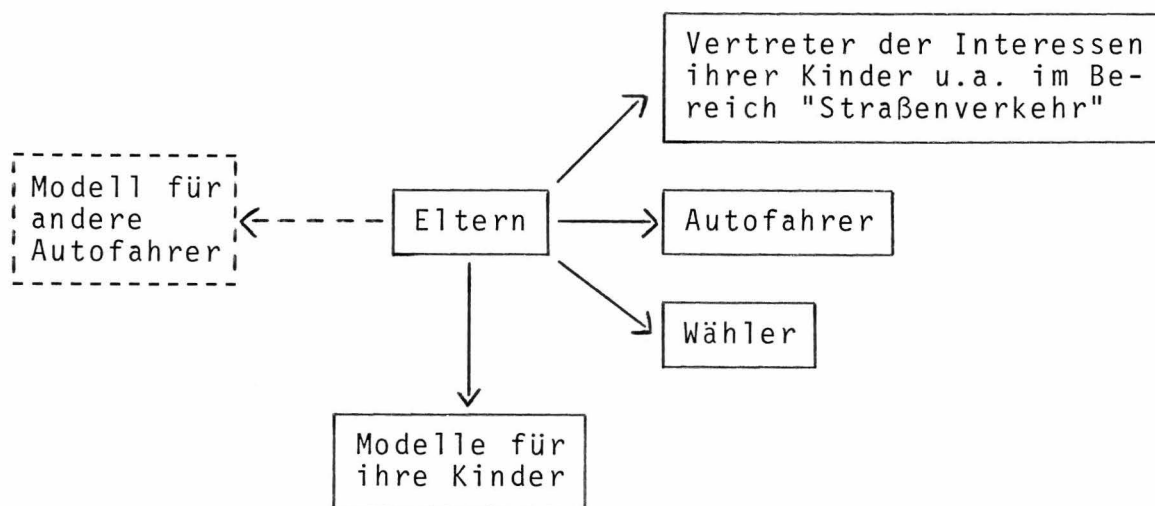 Vertreter der Interessen
ihrer Kinder u.a. im Be-
reich "Straßenverkehr"
Modell für
andere
Autofahrer
Eltern
Autofahrer
Wähler
Modelle für
ihre Kinder